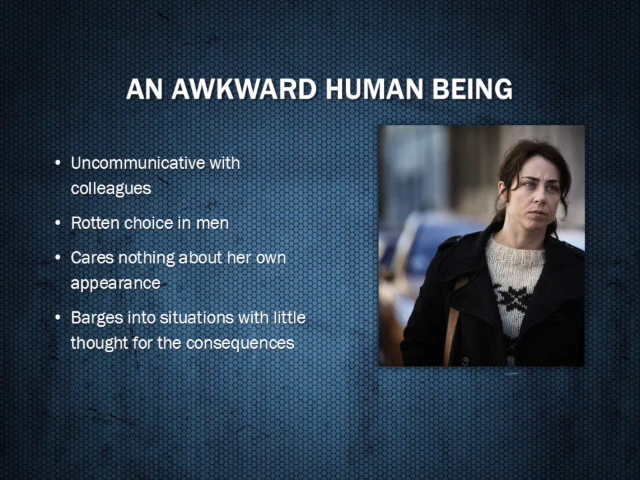 AN AWKWARD HUMAN BEING
• Uncommunicative with
colleagues
• Rotten choice in men
• Cares nothing about her own
appearance
• Barges into situations with little
thought for the consequences